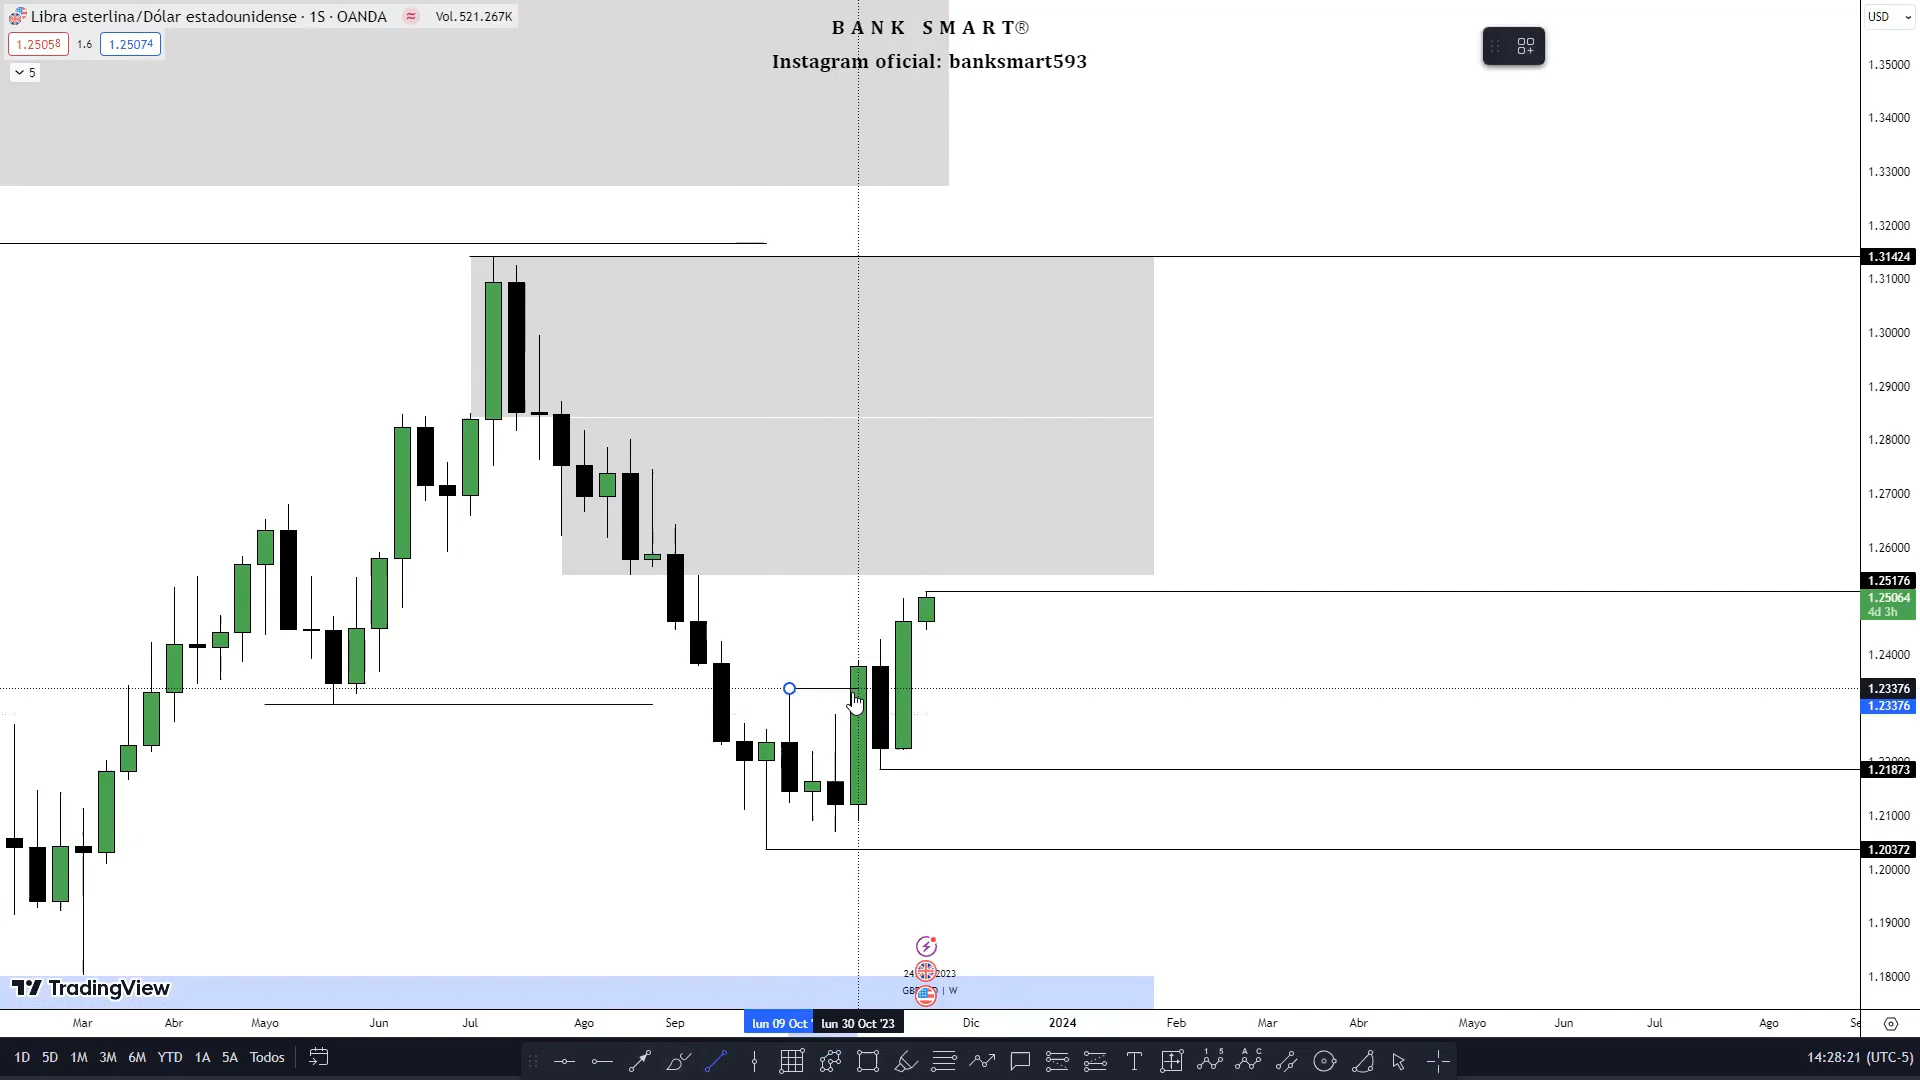 Libra esterlina/Dólar estadounidense · 1S · OANDA
Vol.521.267K
1.25058
1.6
1.25074
5
B A N K S M A R T®
Instagram oficial: banksmart593
USD
1.35000
1.34000
1.33000
1.32000
1.31424
1.31000
1.30000
1.29000
1.28000
1.27000
1.26000
1.25176
1.25064
4d 3h
1.24000
1.23376
1.23376
1.21873
1.21000
1.20372
1.20000
1.19000
1.18000
TradingView
Mar
Abr
Mayo
Jun
Jul
Ago
Sep
lun 09 Oct '
lun 30 Oct '23
Dic
2024
Feb
Mar
Abr
Mayo
Jun
Jul
Ago
1D 5D 1M 3M 6M YTD 1A 5A Todos
14:28:21 (UTC-5)